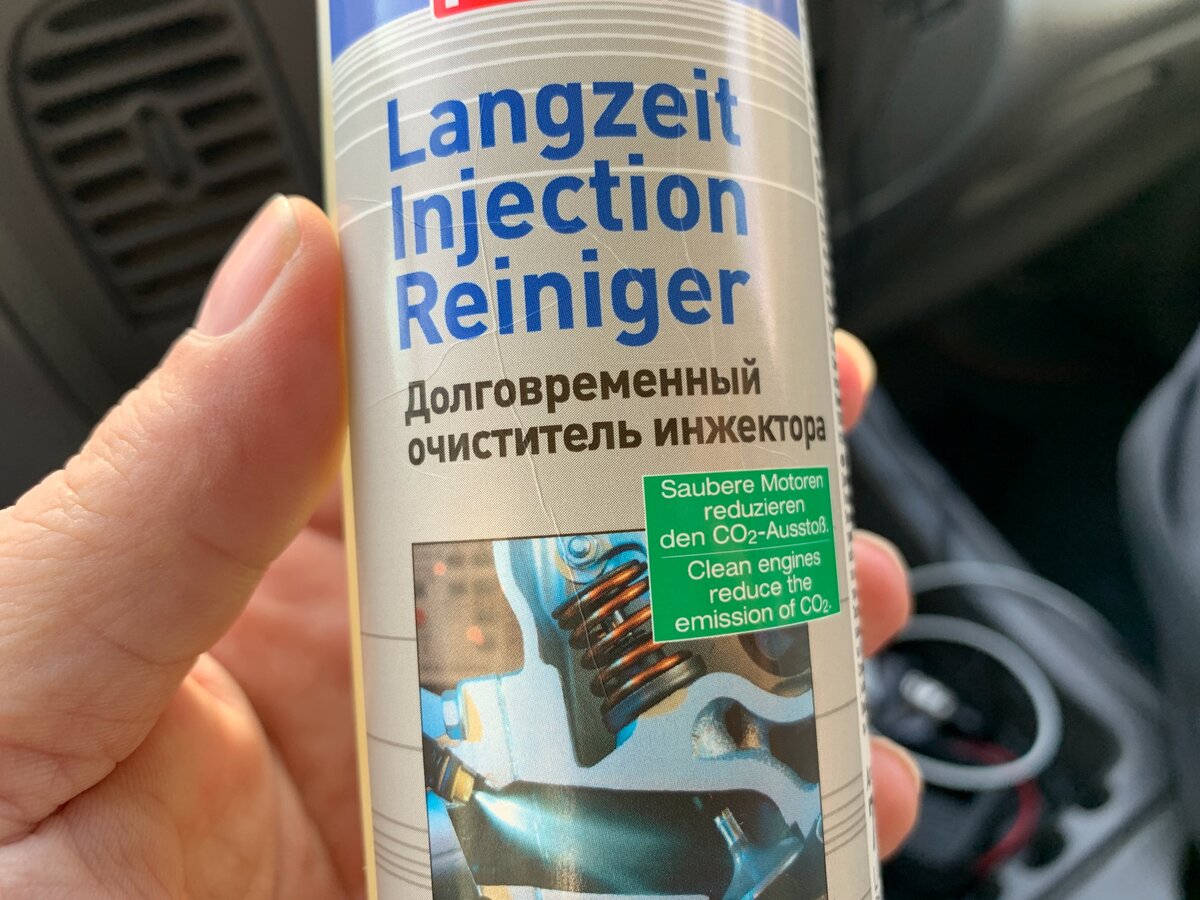 Langzeit
Injection
Reiniger
Долговременный
очиститель инжектора
Saubere Motoren
reduzieren
den CO₂-Ausstoß.
Clean engines
reduce the
emission of CO₂.